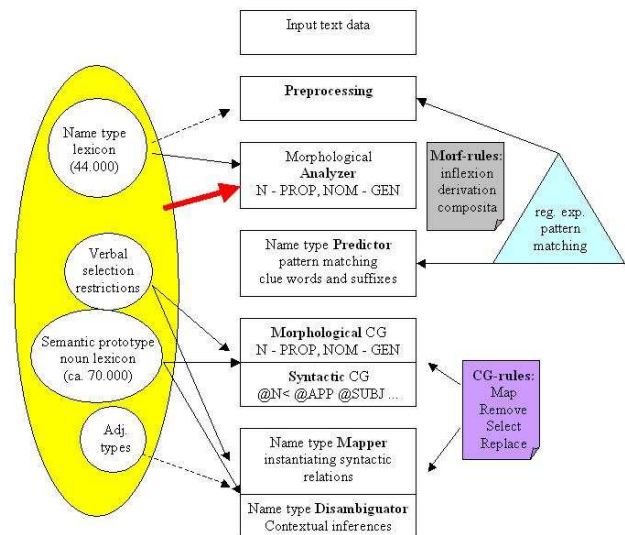 Input text data
Preprocessing
Name type
lexicon
(44.000)
Morphological
Analyzer
N - PROP, NOM - GEN
Morf-rules:
inflexion
derivation
composita
reg. exp.
pattern
matching
Verbal
selection
restrictions
Name type Predictor
pattern matching
clue words and suffixes
Semantic prototype
noun lexicon
(ca. 70.000)
Morphological CG
N - PROP, NOM - GEN
Syntactic CG
@N< @APP @SUBJ ...
CG-rules:
Map
Remove
Select
Replace
Adj.
types
Name type Mapper
instantiating syntactic
relations
Name type Disambiguator
Contextual inferences